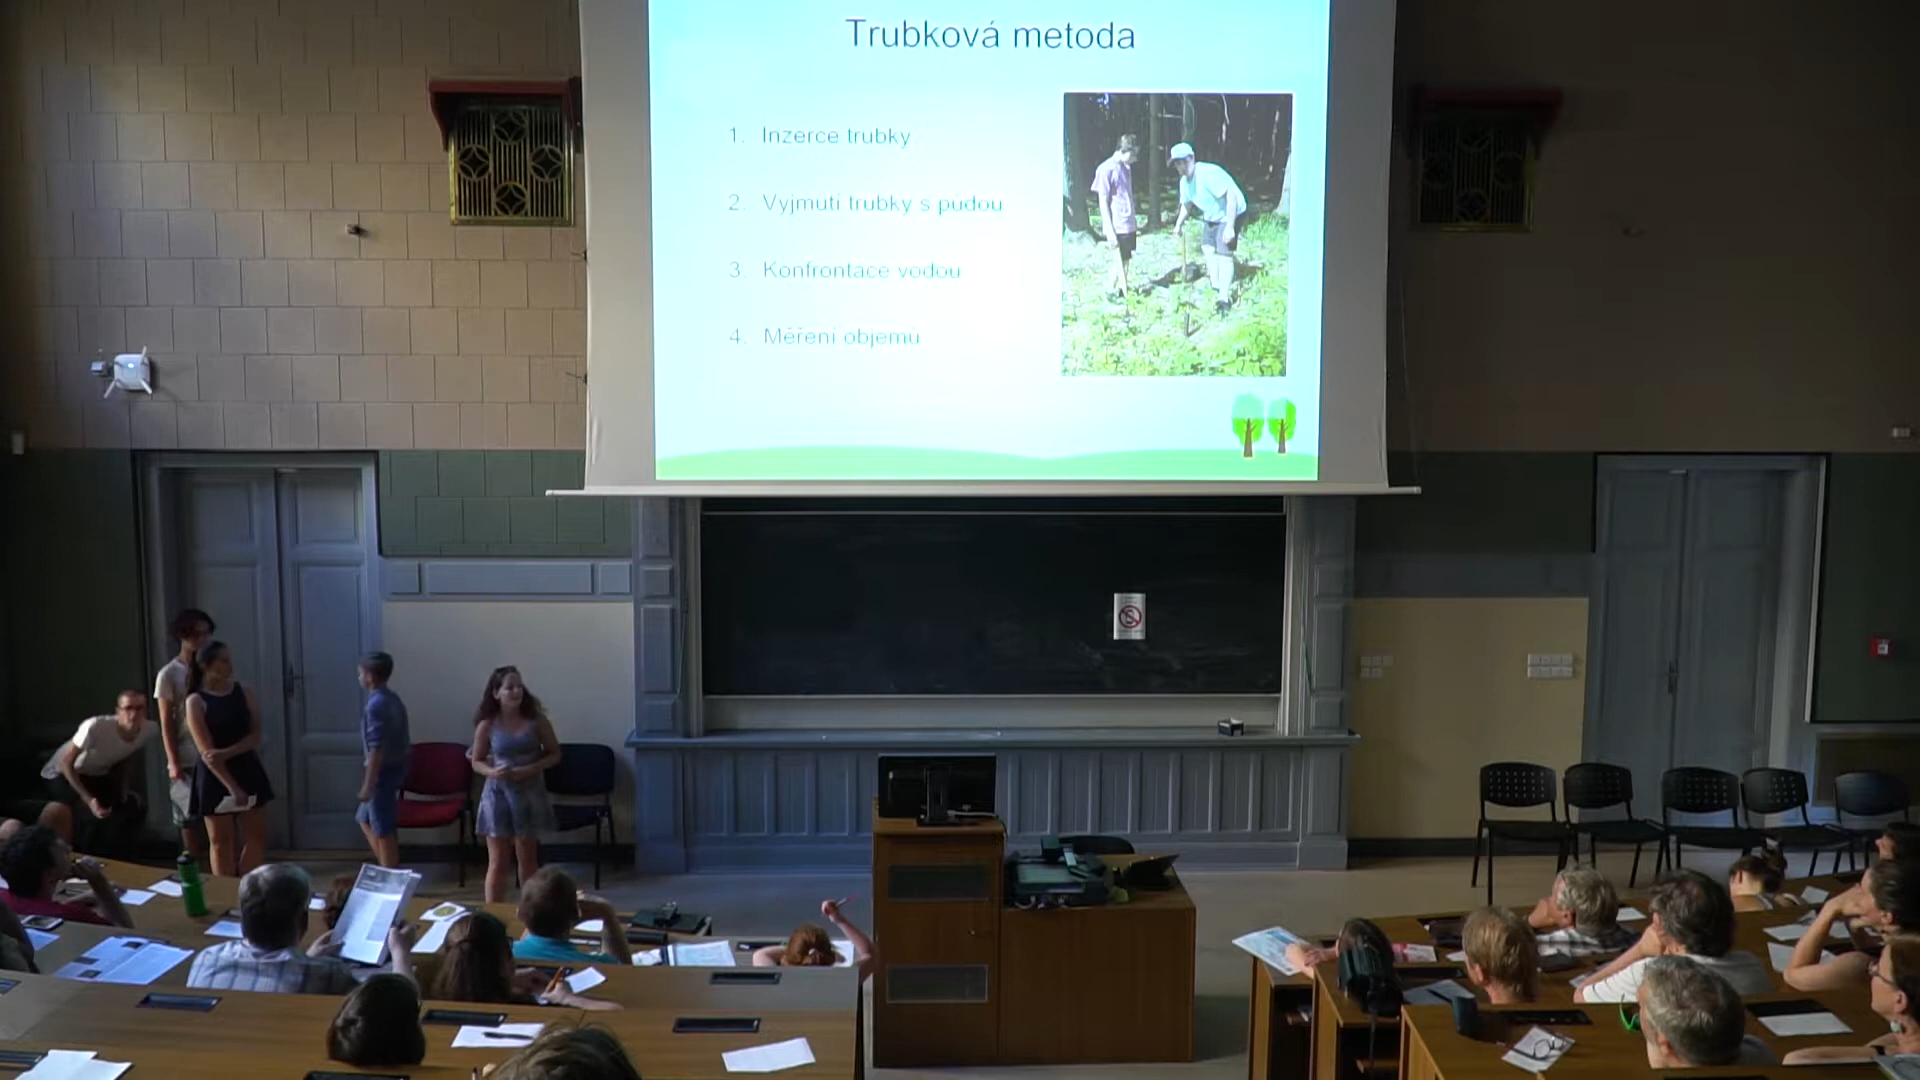 Trubková metoda
1. Inzerce trubky
2. Vyjmutí trubky s půdou
3. Konfrontace vodou
4. Měření objemu